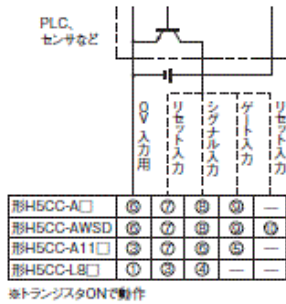 PLC、
センサなど
0V 入力用
リセット入力
シグナル入力
ゲート入力
リセット入力
形H5CC-A□ ⑥ ⑦ ⑧ ⑨ —
形H5CC-AWSD ⑥ ⑦ ⑧ ⑨ ⑩
形H5CC-A11□ ③ ⑦ ⑥ ⑤ —
形H5CC-L8□ ① ③ ④ — —
※トランジスタONで動作